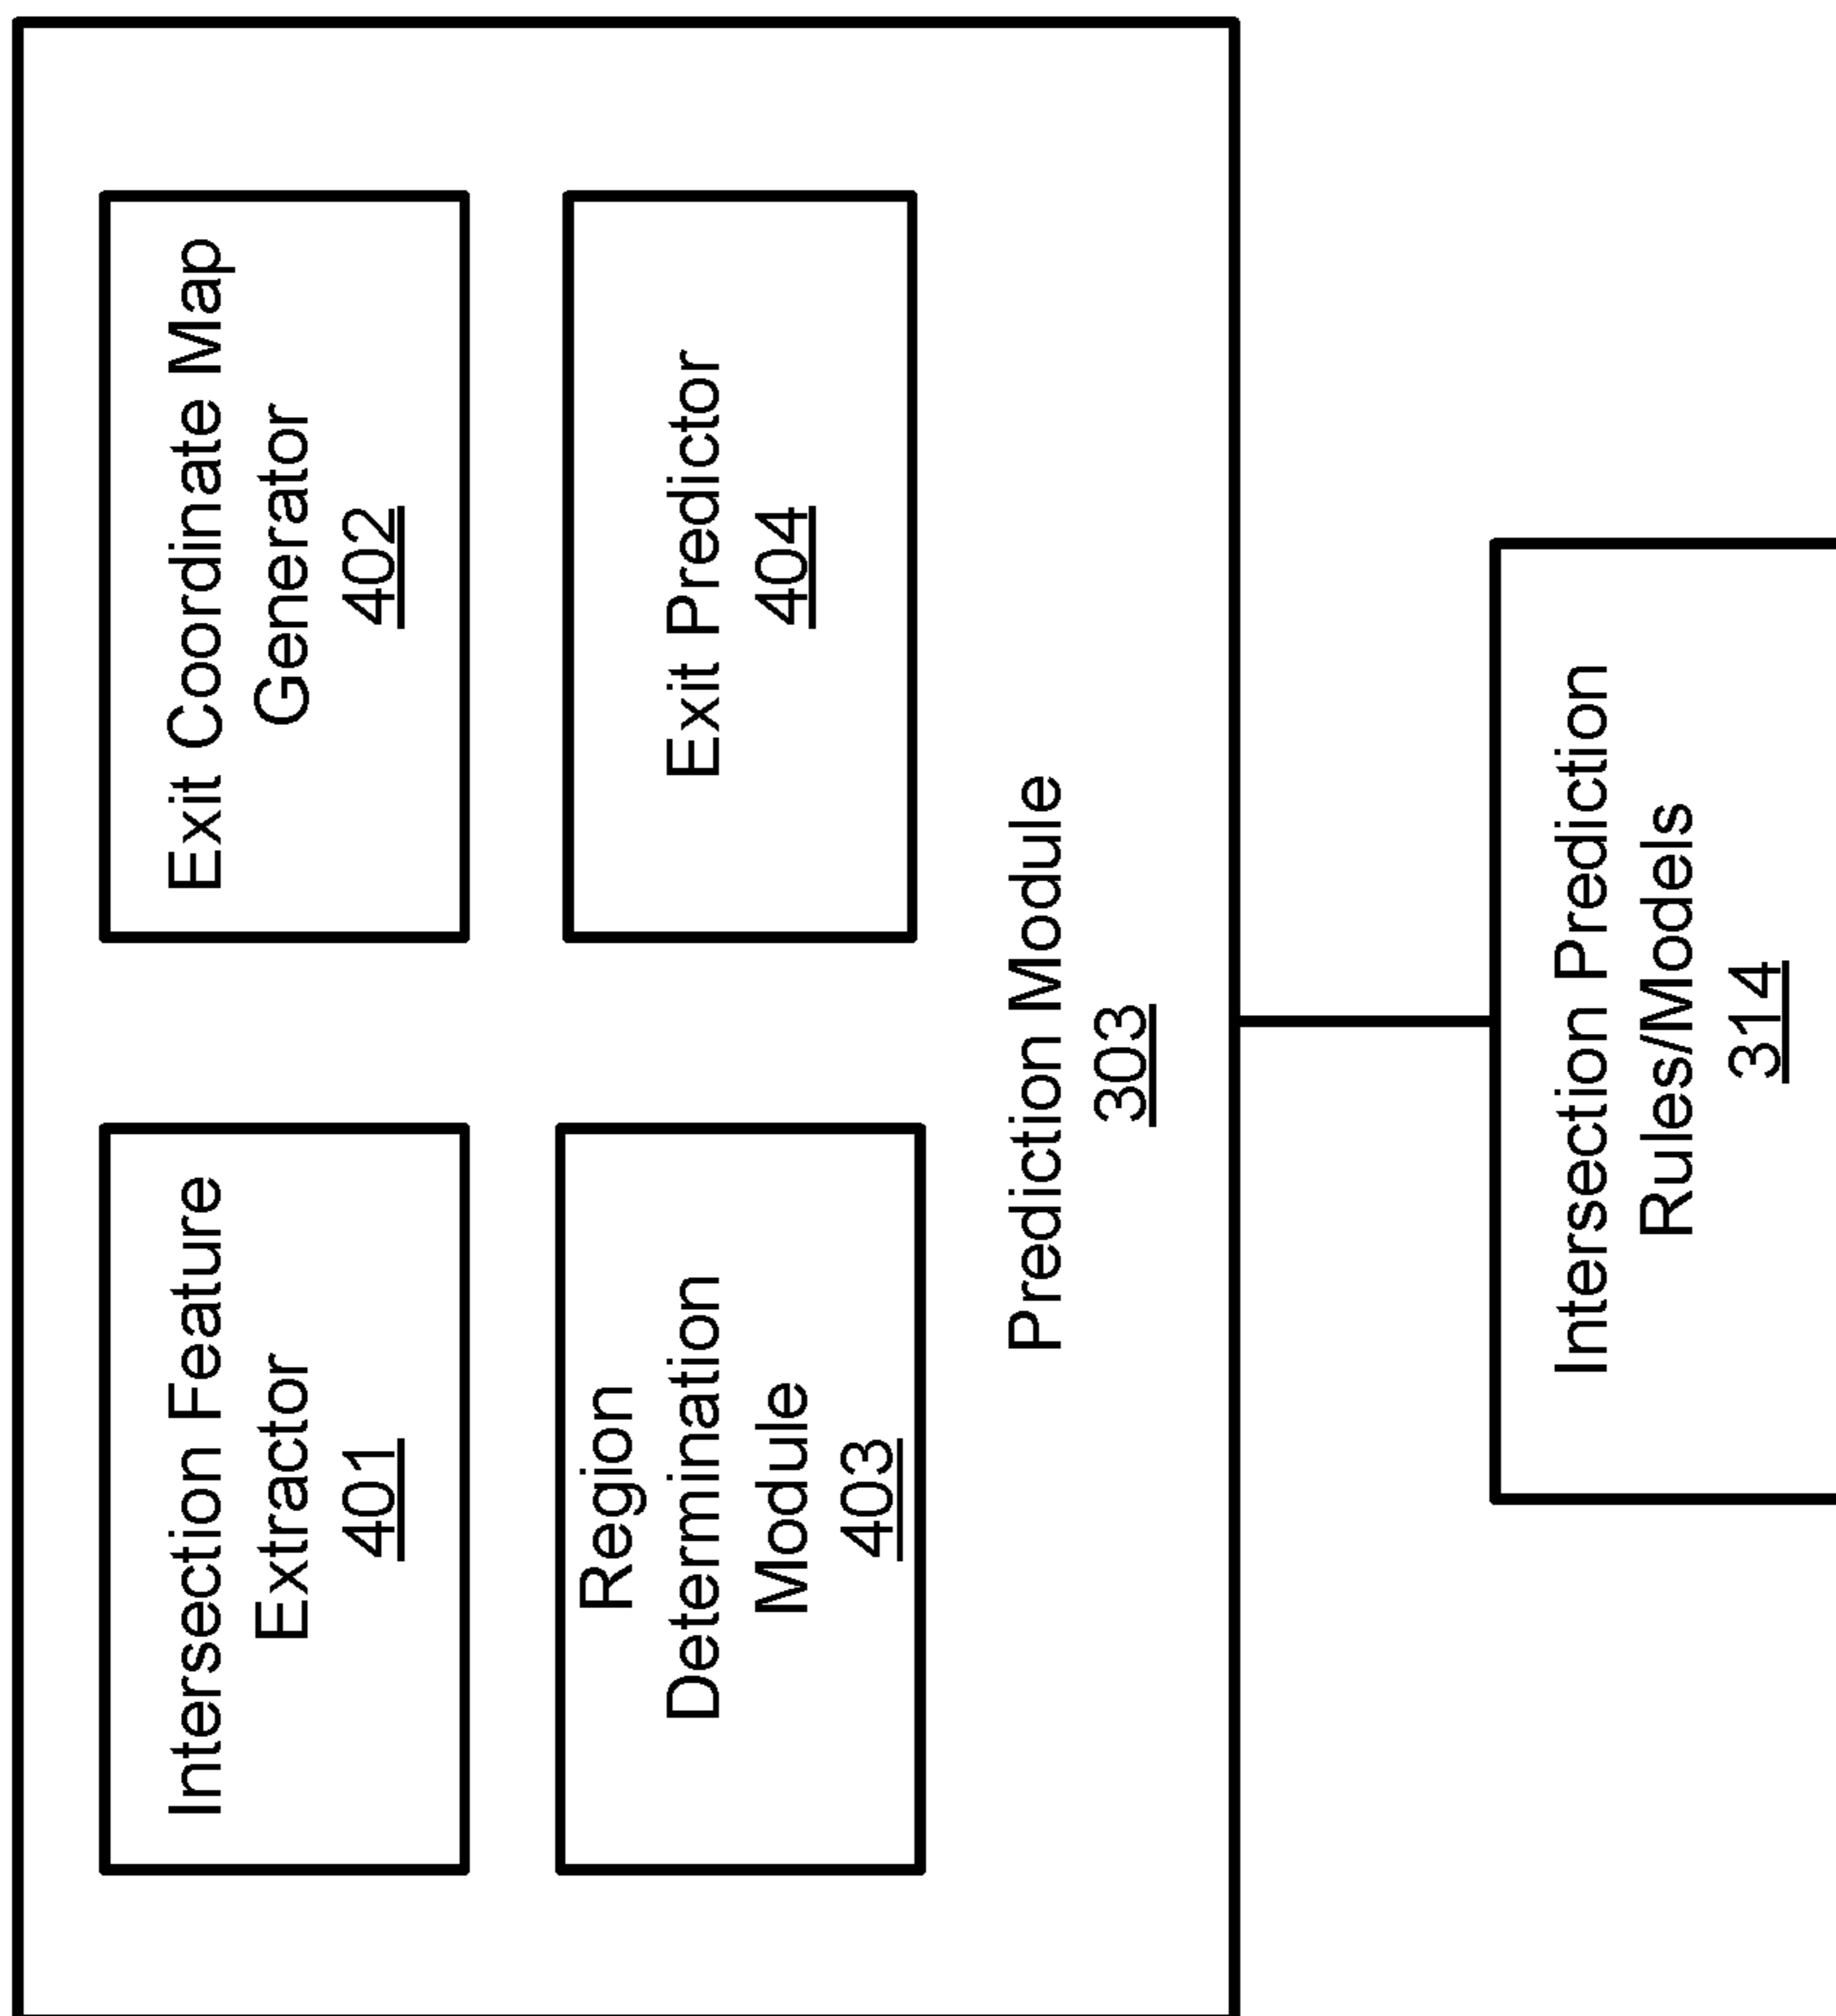 Intersection Feature
Extractor
401
Exit Coordinate Map
Generator
402
Region
Determination
Module
403
Exit Predictor
404
Prediction Module
303
Intersection Prediction
Rules/Models
314